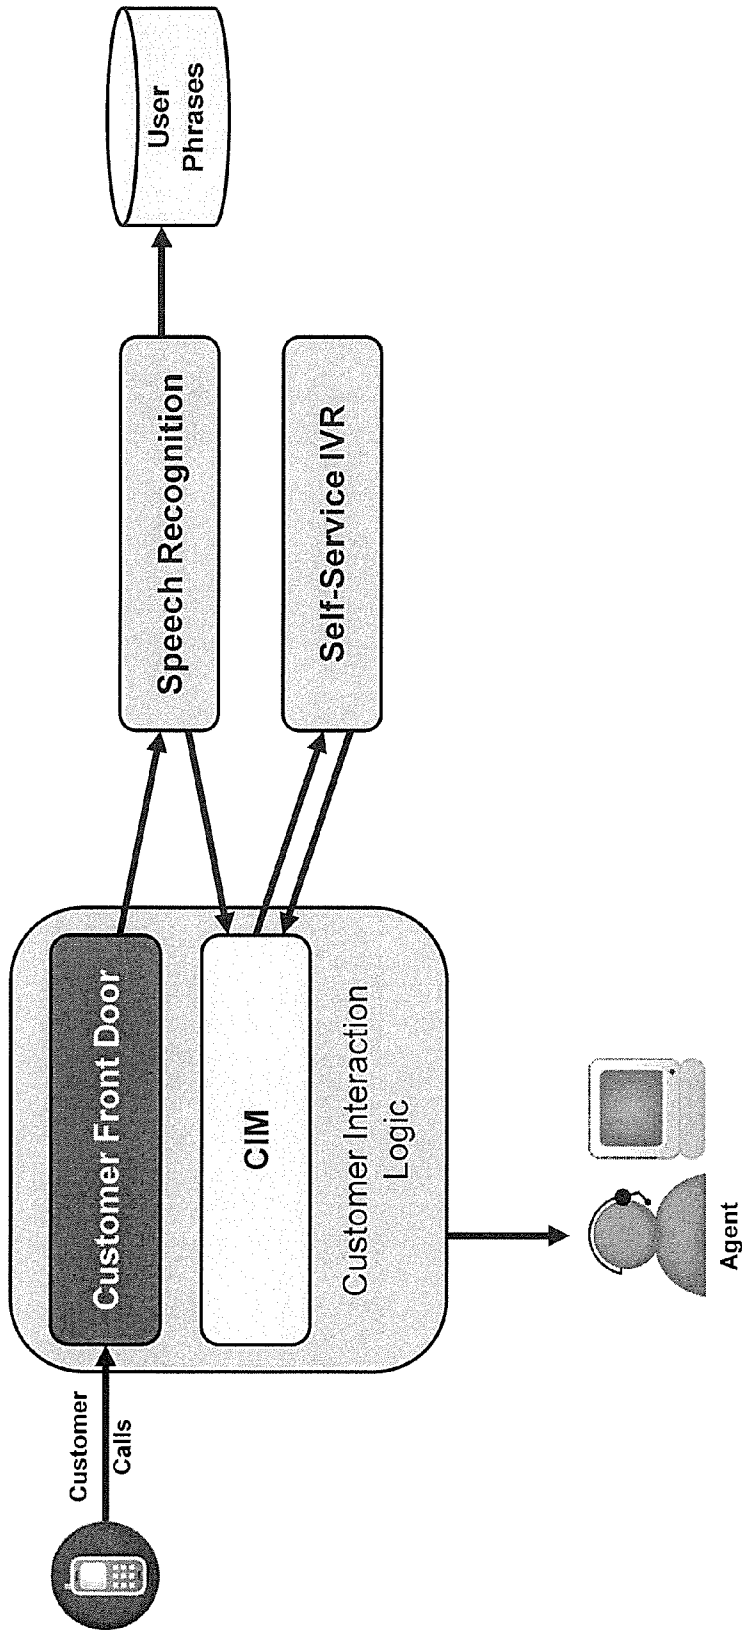 Customer
Calls
Customer Front Door
CIM
Customer Interaction
Logic
Speech Recognition
Self-Service IVR
User
Phrases
Agent